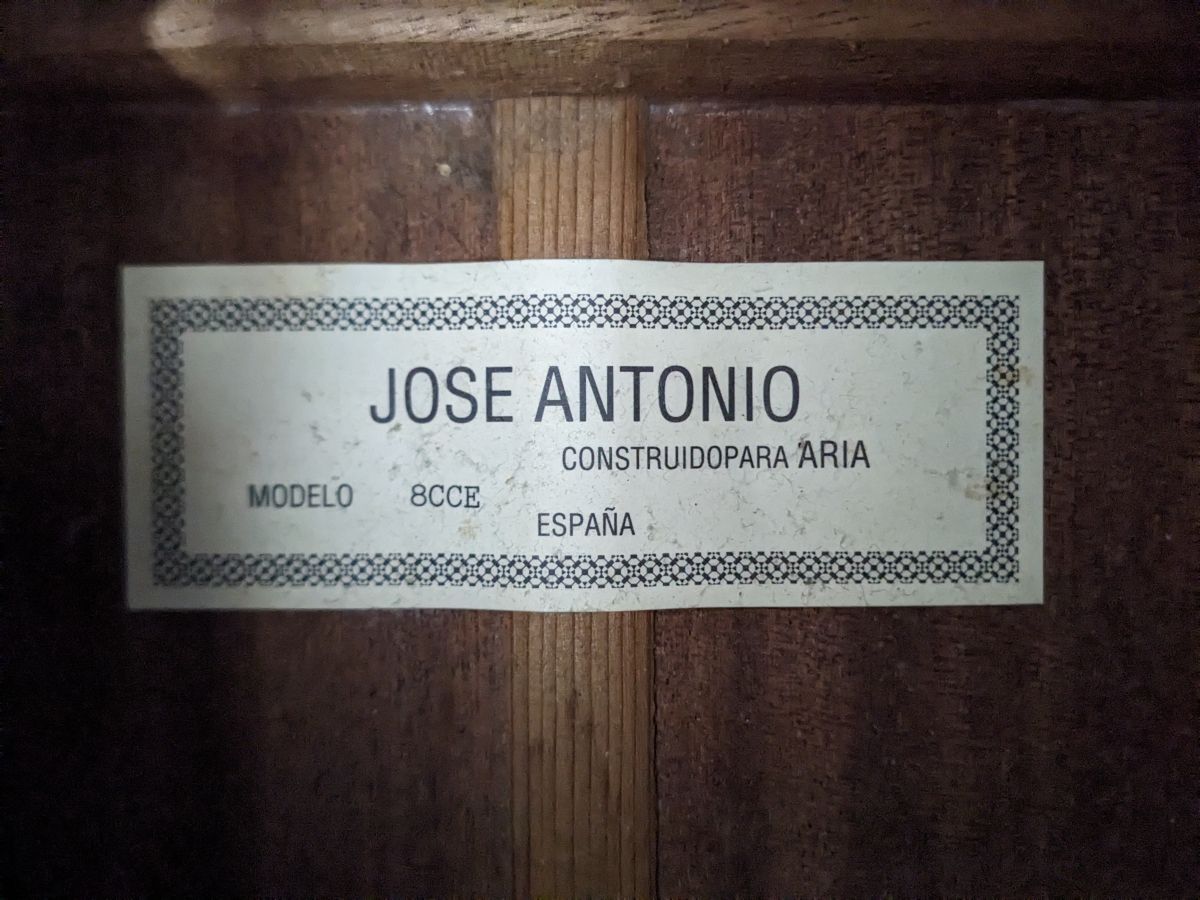 JOSE ANTONIO
CONSTRUIDOPARA ARIA
MODELO 8CCE
ESPAÑA